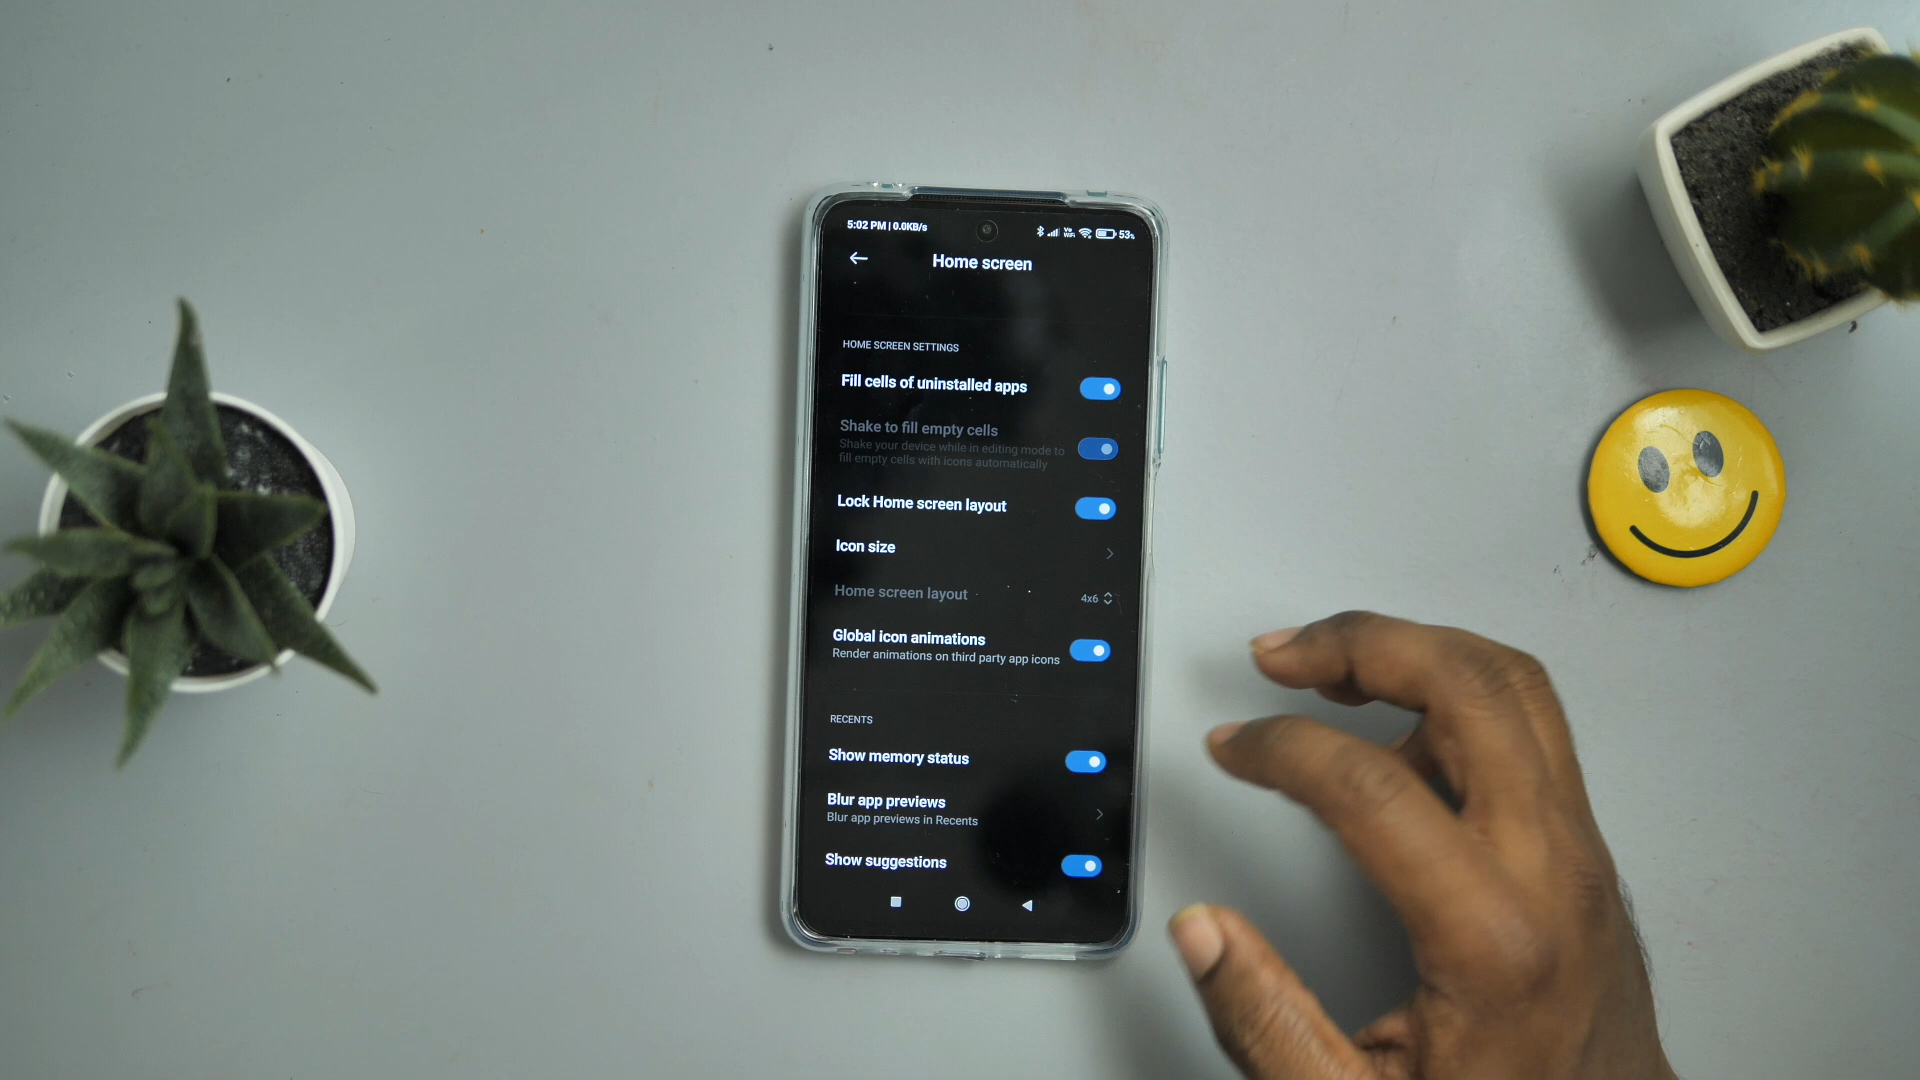 5:02 PM | 0.0KB/s Vo WiFi 53%
Home screen
HOME SCREEN SETTINGS
Fill cells of uninstalled apps
Shake to fill empty cells
Shake your device while in editing mode to
fill empty cells with icons automatically
Lock Home screen layout
Icon size
Home screen layout 4x6
Global icon animations
Render animations on third party app icons
RECENTS
Show memory status
Blur app previews
Blur app previews in Recents
Show suggestions